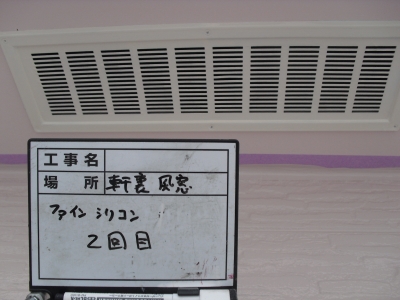 工事名
場所 軒裏 風窓
ファイン シリコン
2回目